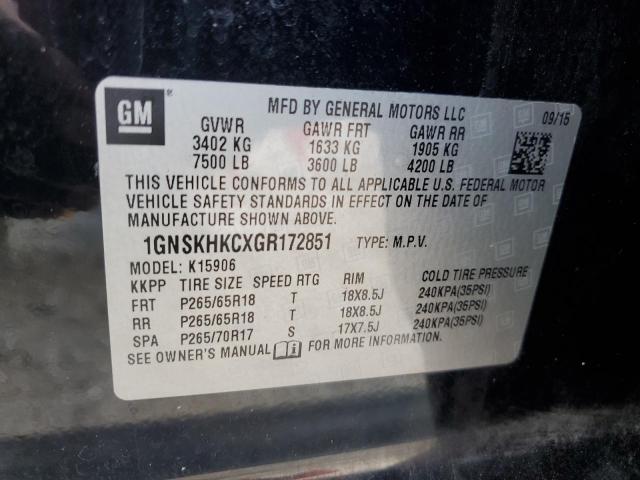 GM ®
MFD BY GENERAL MOTORS LLC 09/15
GVWR GAWR FRT GAWR RR
3402 KG 1633 KG 1905 KG
7500 LB 3600 LB 4200 LB
THIS VEHICLE CONFORMS TO ALL APPLICABLE U.S. FEDERAL MOTOR
VEHICLE SAFETY STANDARDS IN EFFECT ON THE DATE OF
MANUFACTURE SHOWN ABOVE.
1GNSKHKCXGR172851 TYPE: M.P.V.
MODEL: K15906
KKPP TIRE SIZE SPEED RTG RIM COLD TIRE PRESSURE
FRT P265/65R18 T 18X8.5J 240KPA(35PSI)
RR P265/65R18 T 18X8.5J 240KPA(35PSI)
SPA P265/70R17 S 17X7.5J 240KPA(35PSI)
SEE OWNER'S MANUAL FOR MORE INFORMATION.